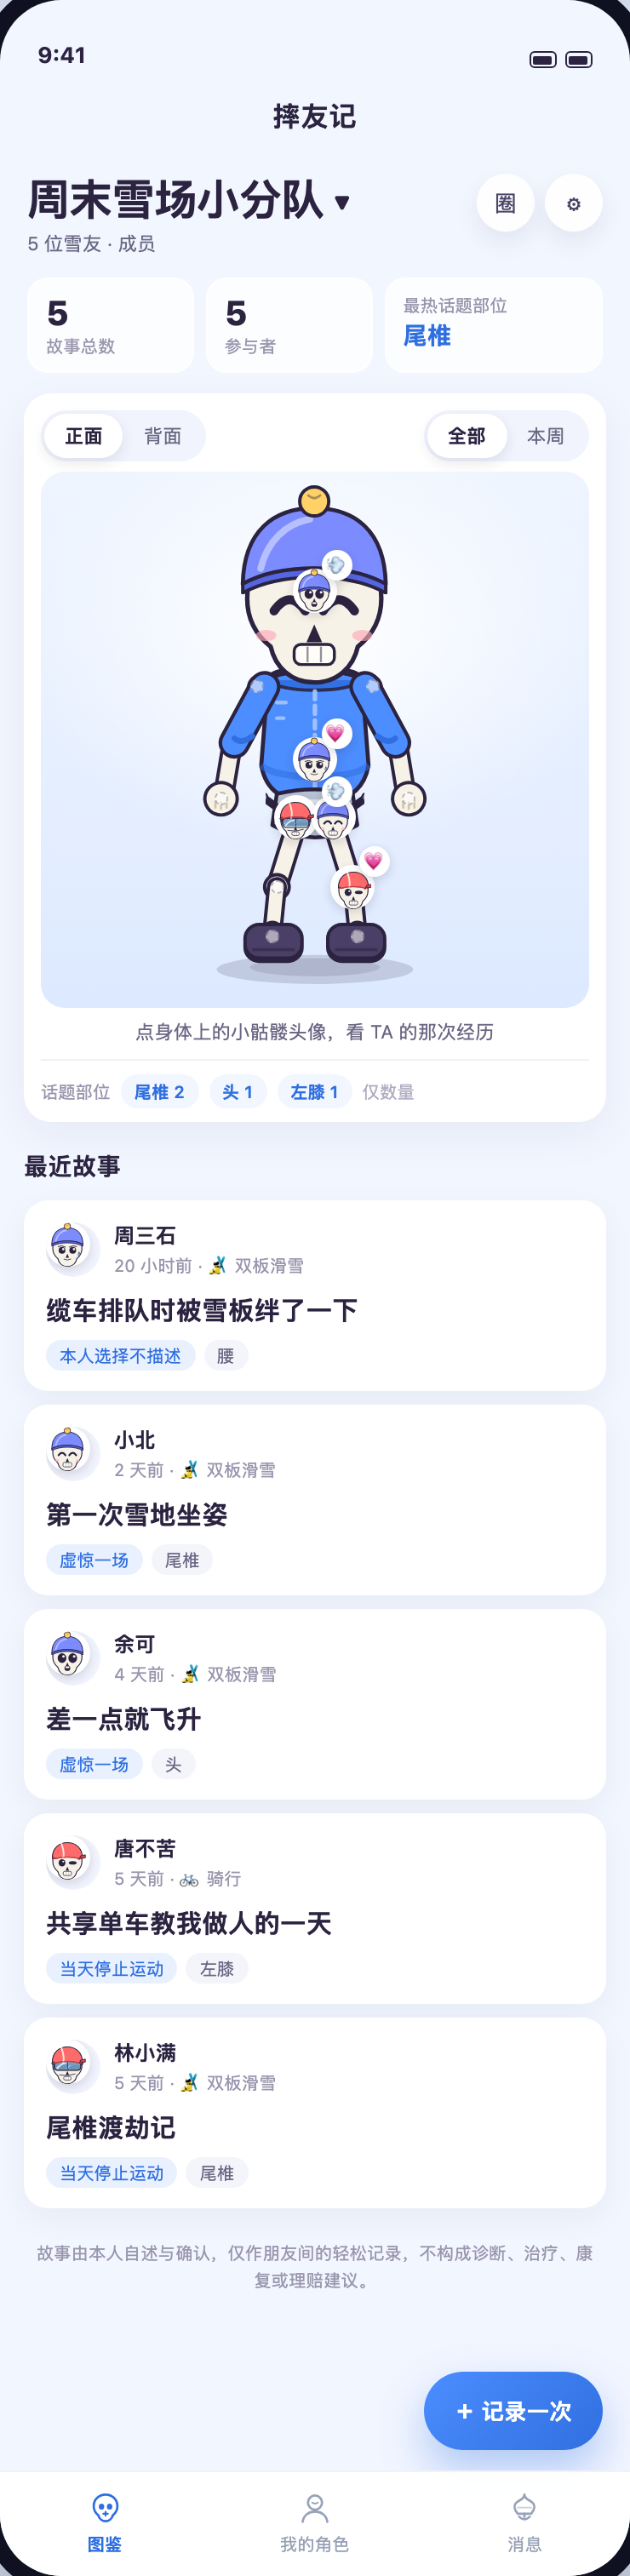 9:41
摔友记
周末雪场小分队 ▼
圈
5 位雪友 · 成员
5
故事总数
5
参与者
最热话题部位
尾椎
正面
背面
全部
本周
点身体上的小骷髅头像，看 TA 的那次经历
话题部位
尾椎 2
头 1
左膝 1
仅数量
最近故事
周三石
20 小时前 · 双板滑雪
缆车排队时被雪板绊了一下
本人选择不描述
腰
小北
2 天前 · 双板滑雪
第一次雪地坐姿
虚惊一场
尾椎
余可
4 天前 · 双板滑雪
差一点就飞升
虚惊一场
头
唐不苦
5 天前 · 骑行
共享单车教我做人的一天
当天停止运动
左膝
林小满
5 天前 · 双板滑雪
尾椎渡劫记
当天停止运动
尾椎
故事由本人自述与确认，仅作朋友间的轻松记录，不构成诊断、治疗、康
复或理赔建议。
+ 记录一次
图鉴
我的角色
消息